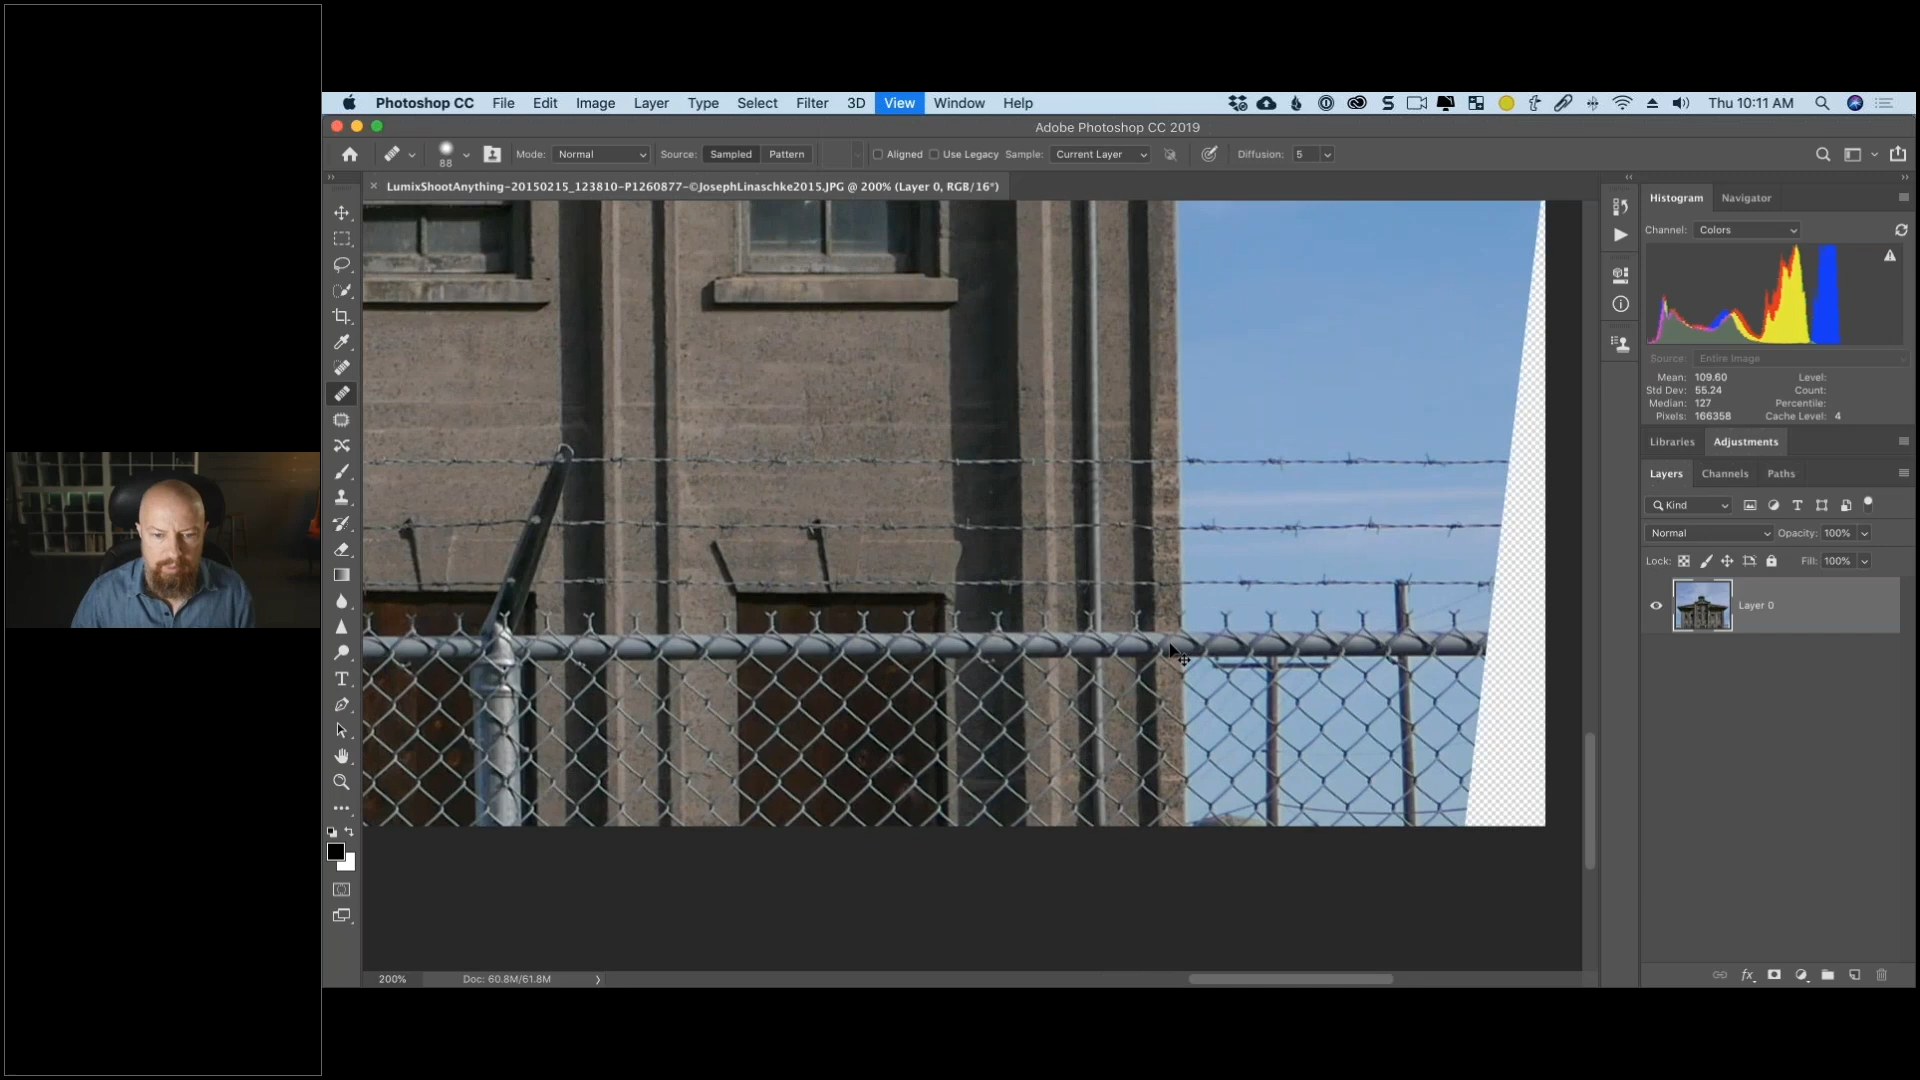 Photoshop CC File Edit Image Layer Type Select Filter 3D View Window Help Thu 10:11 AM
Adobe Photoshop CC 2019
88 Mode: Normal Source: Sampled Pattern Aligned Use Legacy Sample: Current Layer Diffusion: 5
LumixShootAnything-20150215_123810-P1260877-©JosephLinaschke2015.JPG @ 200% (Layer 0, RGB/16*)
Histogram Navigator
Channel: Colors
Source: Entire Image
Mean: 109.60 Level:
Std Dev: 55.24 Count:
Median: 127 Percentile:
Pixels: 166358 Cache Level: 4
Libraries Adjustments
Layers Channels Paths
Kind
Normal Opacity: 100%
Lock: Fill: 100%
Layer 0
200% Doc: 60.8M/61.8M